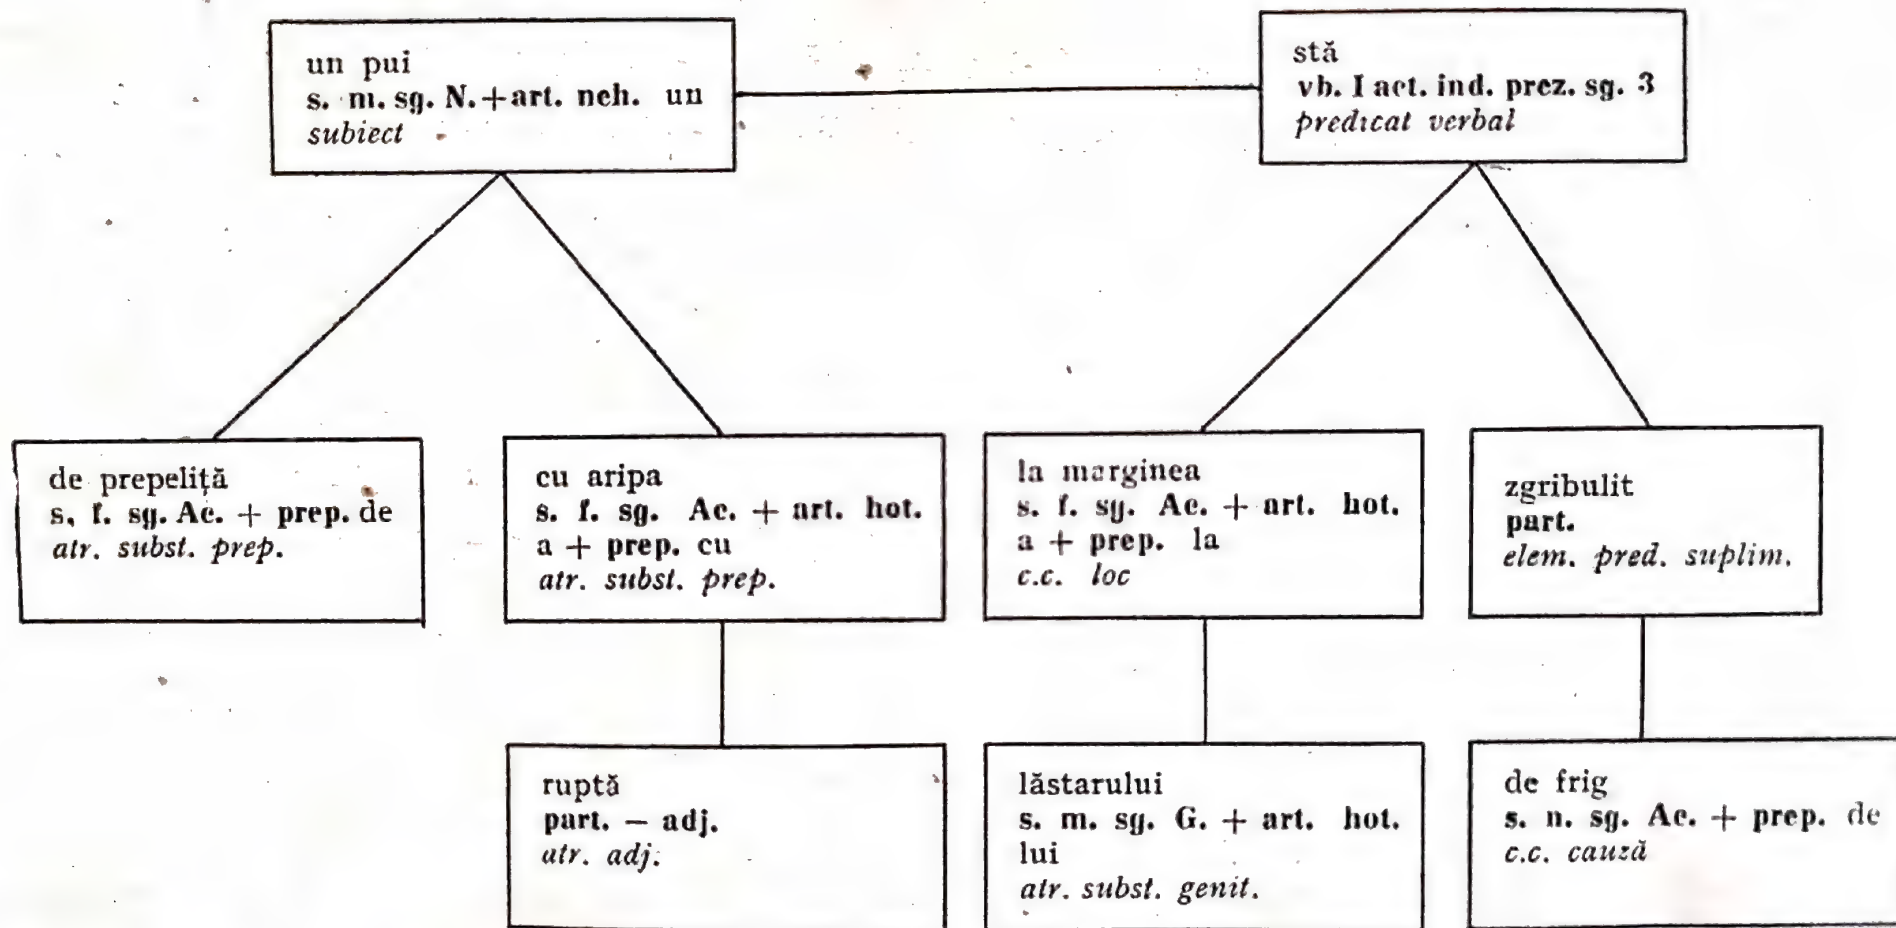 un pui
s. m. sg. N. + art. neh. un
subiect
stă
vb. I act. ind. prez. sg. 3
predicat verbal
de prepeliță
s. f. sg. Ac. + prep. de
atr. subst. prep.
cu aripa
s. f. sg. Ac. + art. hot.
a + prep. cu
atr. subst. prep.
la marginea
s. f. sg. Ac. + art. hot.
a + prep. la
c.c. loc
zgribulit
part.
elem. pred. suplim.
ruptă
part. — adj.
atr. adj.
lăstarului
s. m. sg. G. + art. hot.
lui
atr. subst. genit.
de frig
s. n. sg. Ac. + prep. de
c.c. cauză